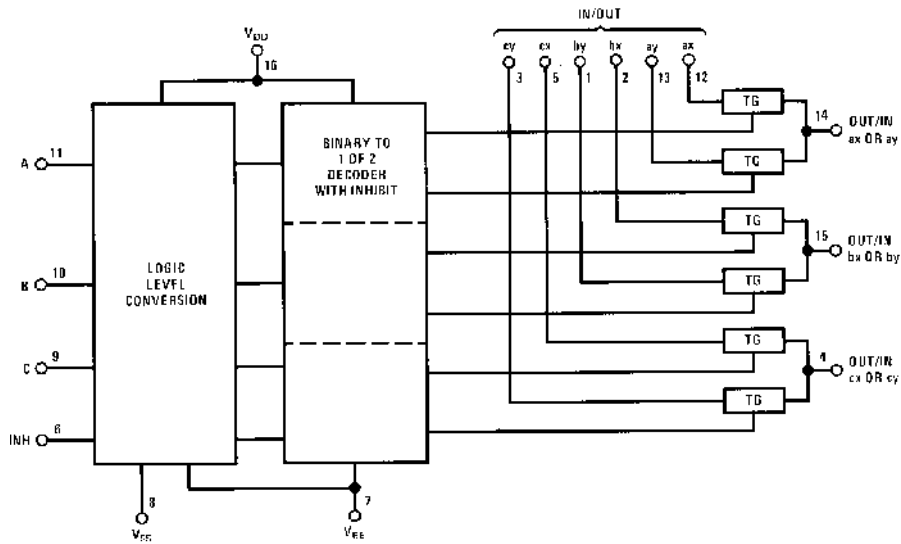 IN/OUT
VDD
16
cy cx by bx ay ax
3 5 1 2 13 12
TG
14
OUT/IN
ax OR ay
A 11
BINARY TO
1 OF 2
DECODER
WITH INHIBIT
TG
TG
15
OUT/IN
bx OR by
B 10
LOGIC
LEVEL
CONVERSION
TG
TG
C 9
4
OUT/IN
cx OR cy
TG
INH 6
8
7
VSS
VEE